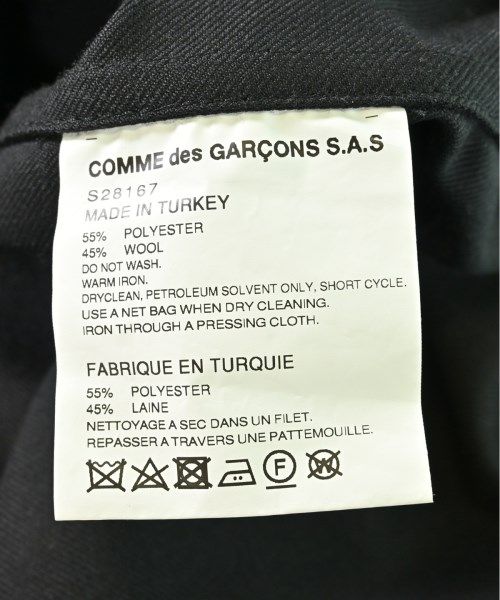 COMME des GARÇONS S.A.S
S28167
MADE IN TURKEY
55% POLYESTER
45% WOOL
DO NOT WASH.
WARM IRON.
DRYCLEAN, PETROLEUM SOLVENT ONLY, SHORT CYCLE.
USE A NET BAG WHEN DRY CLEANING.
IRON THROUGH A PRESSING CLOTH.
FABRIQUE EN TURQUIE
55% POLYESTER
45% LAINE
NETTOYAGE A SEC DANS UN FILET.
REPASSER A TRAVERS UNE PATTEMOUILLE.
F W